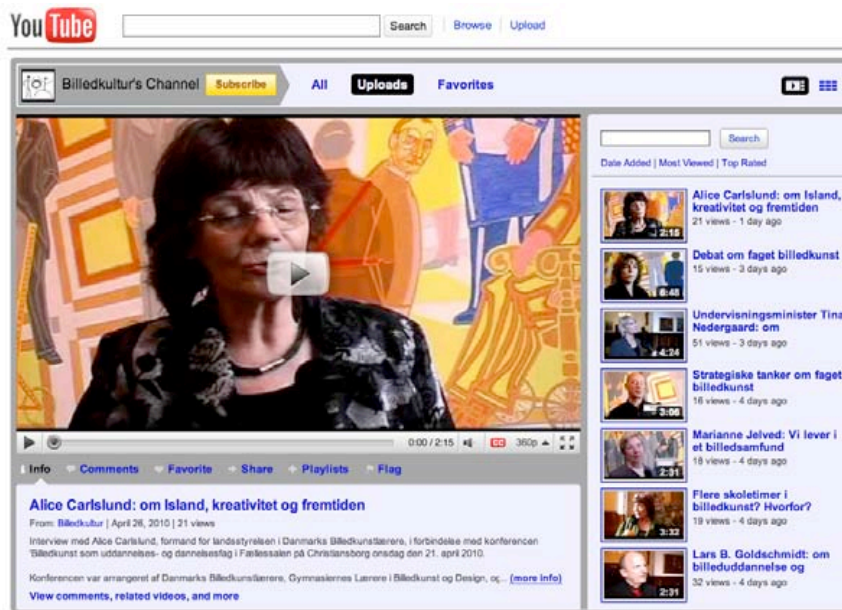 YouTube Search Browse Upload
Billedkultur's Channel Subscribe All Uploads Favorites
0:00 / 2:15 CC 360p
Info Comments Favorite Share Playlists Flag
Alice Carlslund: om Island, kreativitet og fremtiden
From: Billedkultur | April 26, 2010 | 21 views
Interview med Alice Carlslund, formand for landsstyrelsen i Danmarks Billedkunstlærere, i forbindelse med konferencen
'Billedkunst som uddannelses- og dannelsesfag i Fællessalen på Christiansborg onsdag den 21. april 2010.
Konferencen var arrangeret af Danmarks Billedkunstlærere, Gymnasiernes Lærere i Billedkunst og Design, og... (more info)
View comments, related videos, and more
Search
Date Added | Most Viewed | Top Rated
2:15
Alice Carlslund: om Island,
kreativitet og fremtiden
21 views - 1 day ago
6:48
Debat om faget billedkunst
15 views - 3 days ago
4:24
Undervisningsminister Tina
Nedergaard: om
51 views - 3 days ago
3:06
Strategiske tanker om faget
billedkunst
16 views - 4 days ago
2:31
Marianne Jelved: Vi lever i
et billedsamfund
18 views - 4 days ago
3:32
Flere skoletimer i
billedkunst? Hvorfor?
19 views - 4 days ago
2:31
Lars B. Goldschmidt: om
billeduddannelse og
32 views - 4 days ago